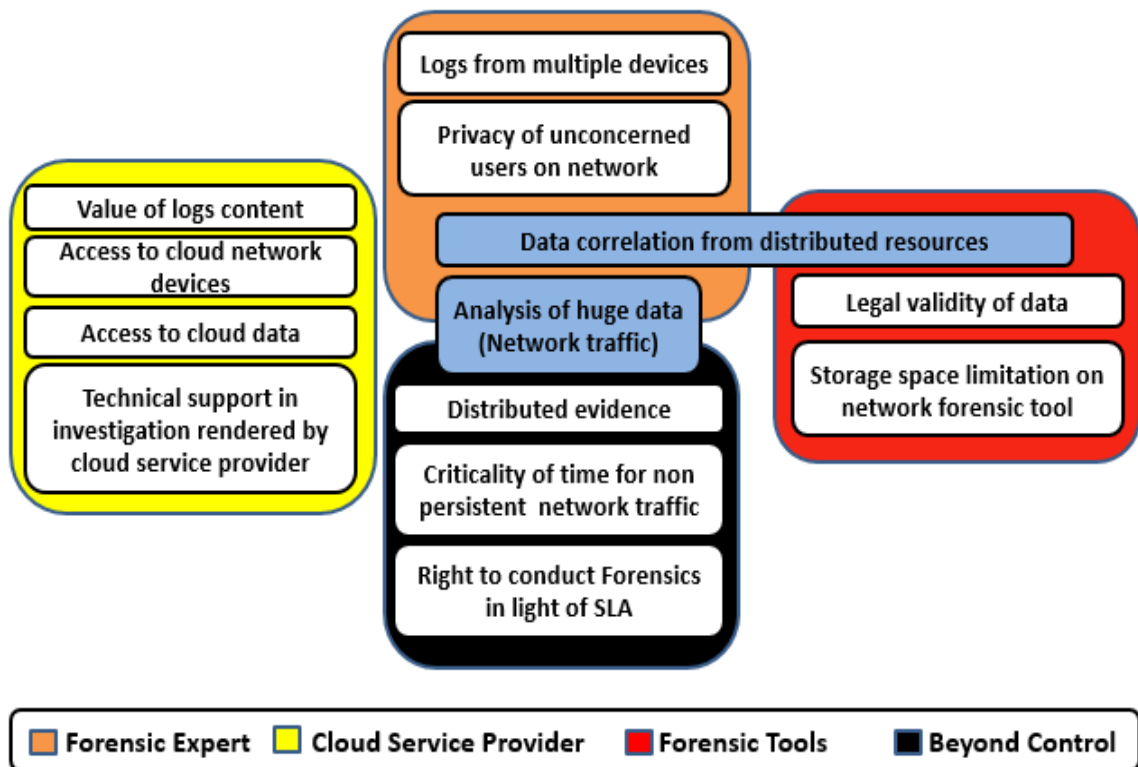 Logs from multiple devices
Privacy of unconcerned
users on network
Value of logs content
Access to cloud network
devices
Access to cloud data
Technical support in
investigation rendered by
cloud service provider
Data correlation from distributed resources
Analysis of huge data
(Network traffic)
Legal validity of data
Storage space limitation on
network forensic tool
Distributed evidence
Criticality of time for non
persistent network traffic
Right to conduct Forensics
in light of SLA
Forensic Expert Cloud Service Provider Forensic Tools Beyond Control